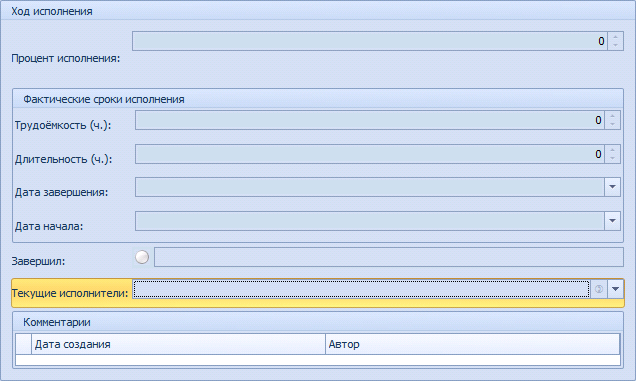 Ход исполнения
0
Процент исполнения:
Фактические сроки исполнения
Трудоёмкость (ч.): 0
Длительность (ч.): 0
Дата завершения:
Дата начала:
Завершил:
Текущие исполнители:
Комментарии
Дата создания Автор